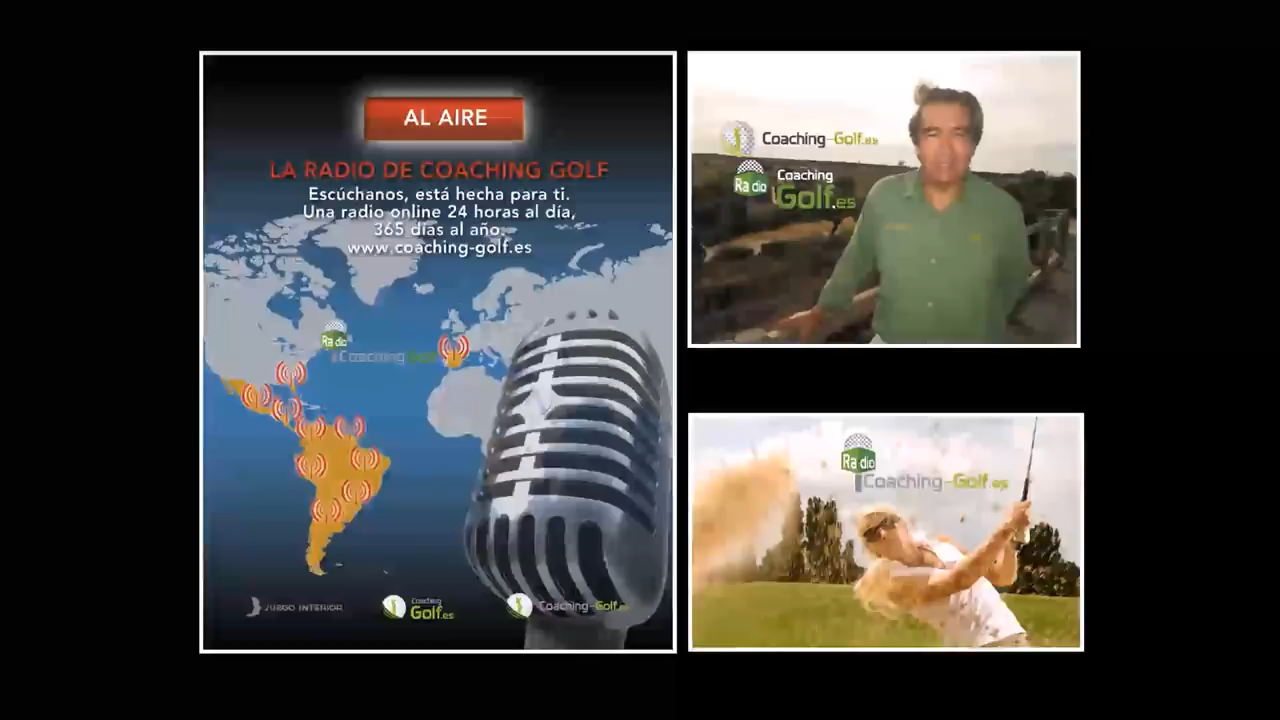 AL AIRE
LA RADIO DE COACHING GOLF
Escúchanos, está hecha para ti.
Una radio online 24 horas al día,
365 días al año.
www.coaching-golf.es
Radio
Coaching Golf
JUEGO INTERIOR
Coaching
Golf.es
Coaching-Golf.es
Coaching-Golf.es
Radio
Coaching
Golf.es
Radio
Coaching-Golf.es